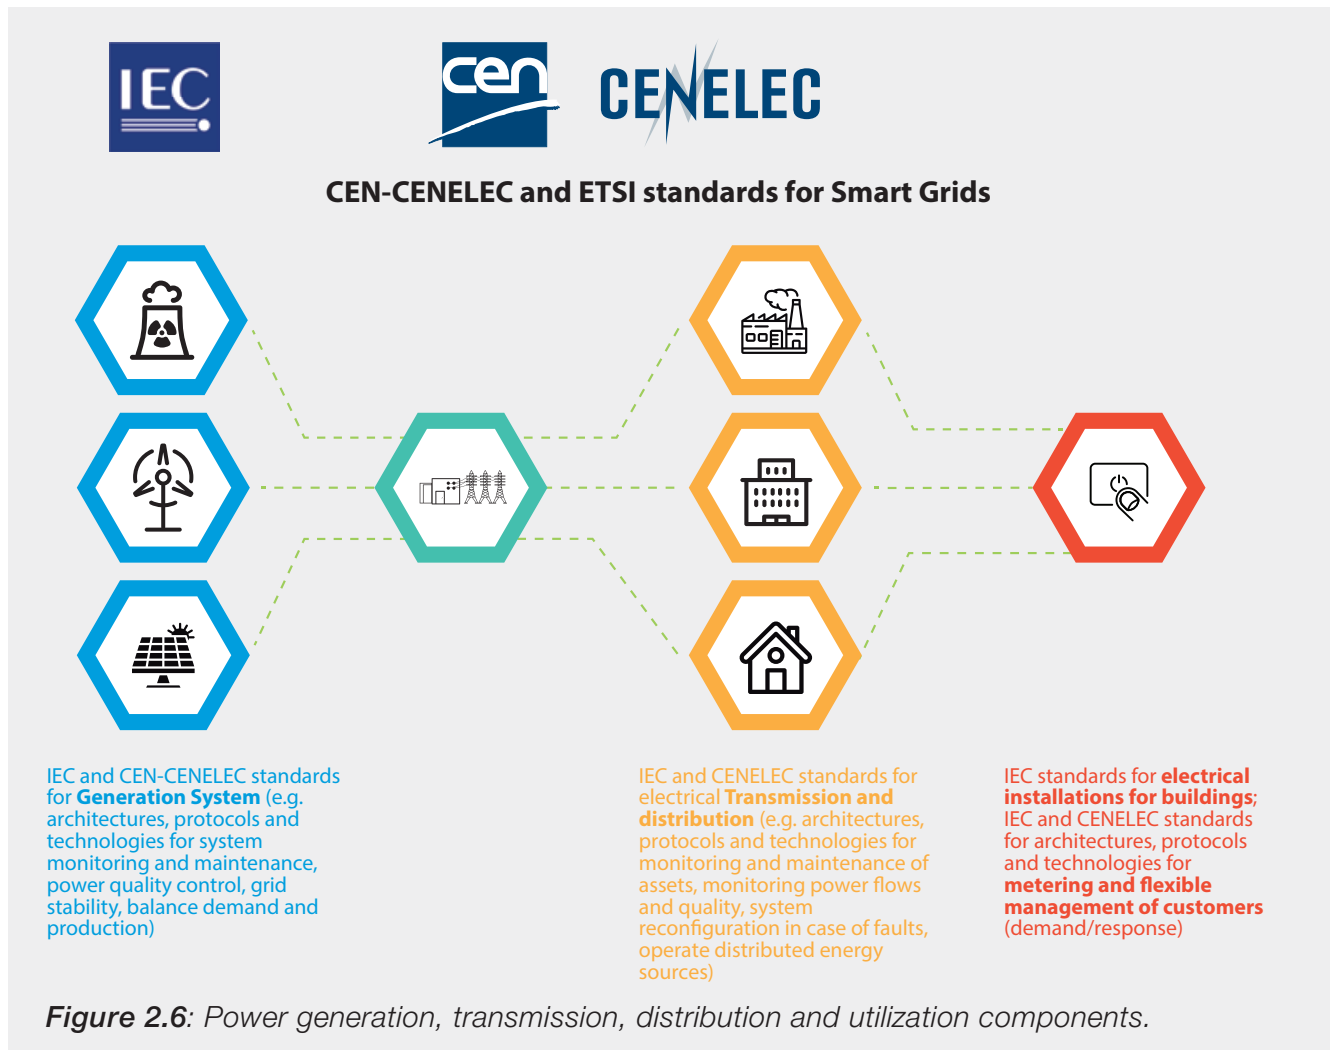 IEC
cen
CENELEC
CEN-CENELEC and ETSI standards for Smart Grids
IEC and CEN-CENELEC standards
for Generation System (e.g.
architectures, protocols and
technologies for system
monitoring and maintenance,
power quality control, grid
stability, balance demand and
production)
IEC and CENELEC standards for
electrical Transmission and
distribution (e.g. architectures,
protocols and technologies for
monitoring and maintenance of
assets, monitoring power flows
and quality, system
reconfiguration in case of faults,
operate distributed energy
sources)
IEC standards for electrical
installations for buildings;
IEC and CENELEC standards
for architectures, protocols
and technologies for
metering and flexible
management of customers
(demand/response)
Figure 2.6: Power generation, transmission, distribution and utilization components.